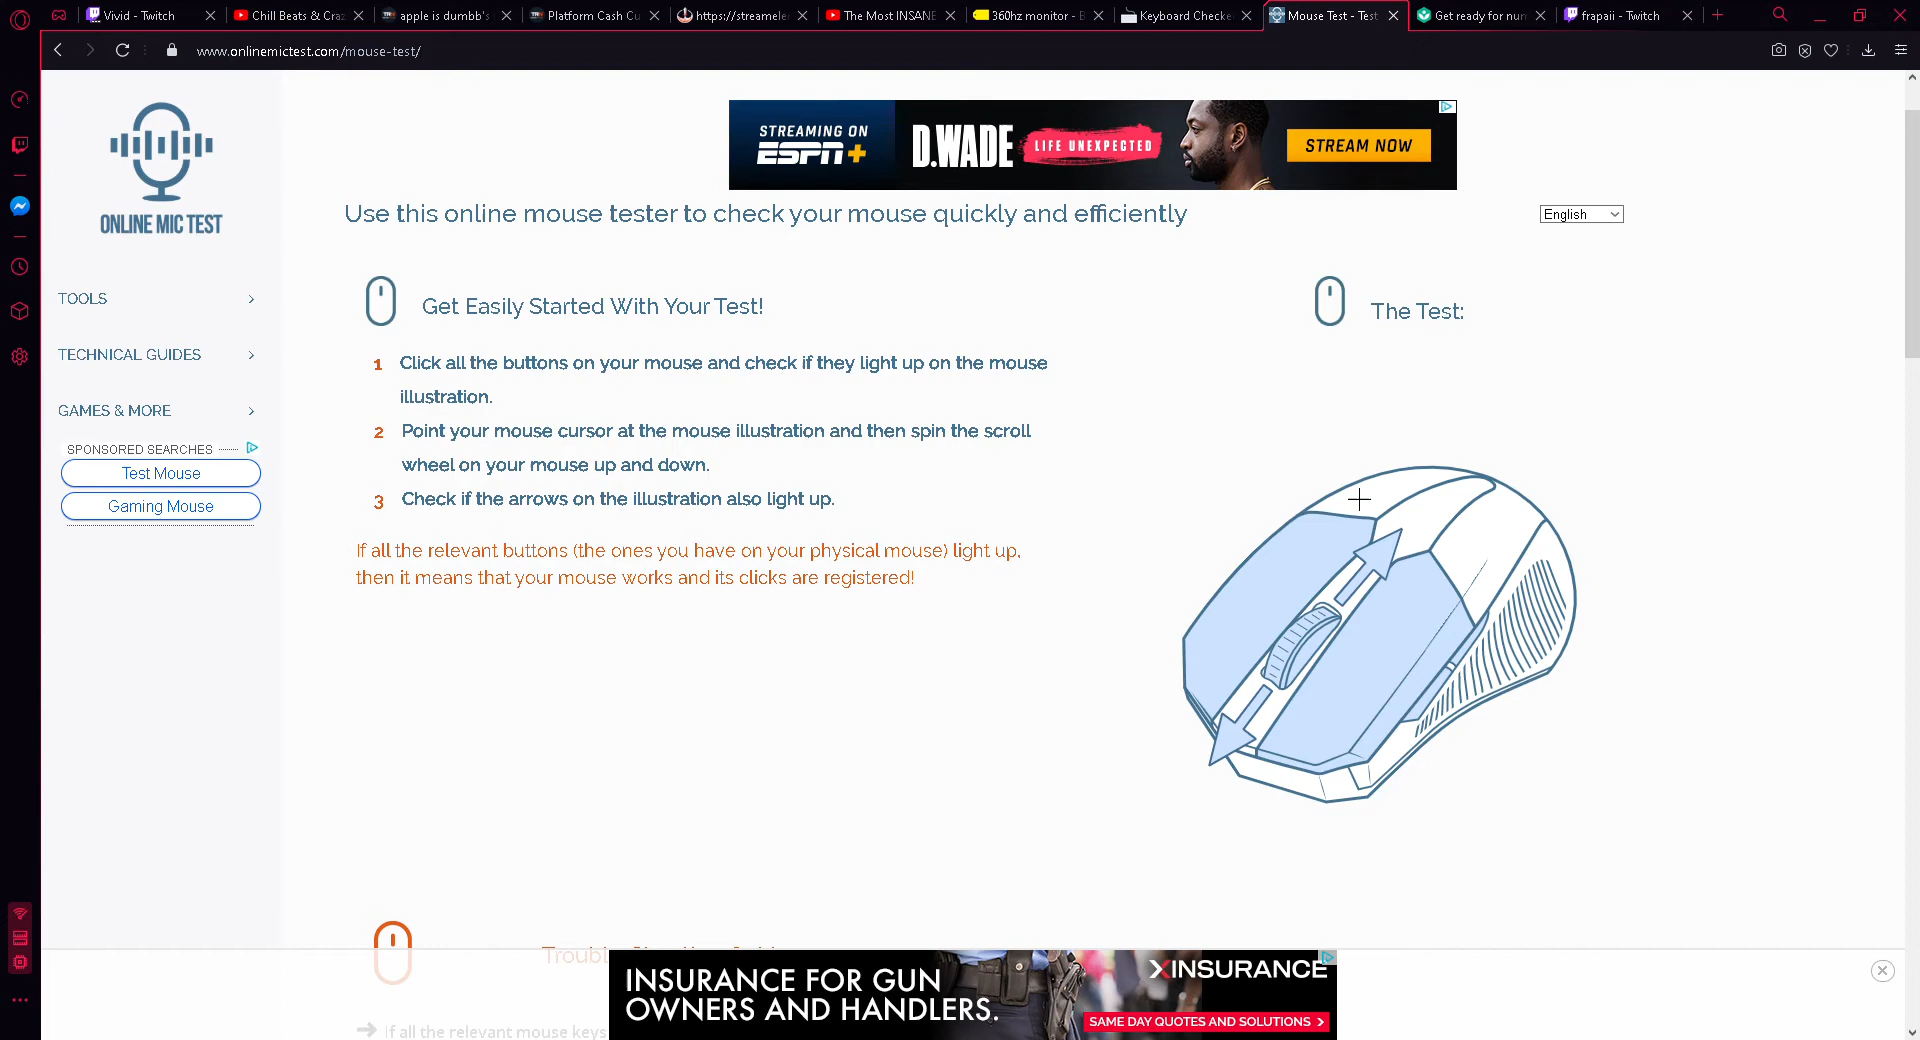 Vivid - Twitch
Chill Beats & Cra
apple is dumbb's
Platform Cash Cu
https://streamele
The Most INSANE
360hz monitor - B
Keyboard Checke
Mouse Test - Test
Get ready for num
frapaii - Twitch
www.onlinemictest.com/mouse-test/
ONLINE MIC TEST
TOOLS
TECHNICAL GUIDES
GAMES & MORE
SPONSORED SEARCHES
Test Mouse
Gaming Mouse
STREAMING ON
ESPN+
D.WADE
LIFE UNEXPECTED
STREAM NOW
Use this online mouse tester to check your mouse quickly and efficiently
English
Get Easily Started With Your Test!
The Test:
1 Click all the buttons on your mouse and check if they light up on the mouse
illustration.
2 Point your mouse cursor at the mouse illustration and then spin the scroll
wheel on your mouse up and down.
3 Check if the arrows on the illustration also light up.
If all the relevant buttons (the ones you have on your physical mouse) light up,
then it means that your mouse works and its clicks are registered!
If all the relevant mouse keys
INSURANCE FOR GUN
OWNERS AND HANDLERS.
XINSURANCE
SAME DAY QUOTES AND SOLUTIONS